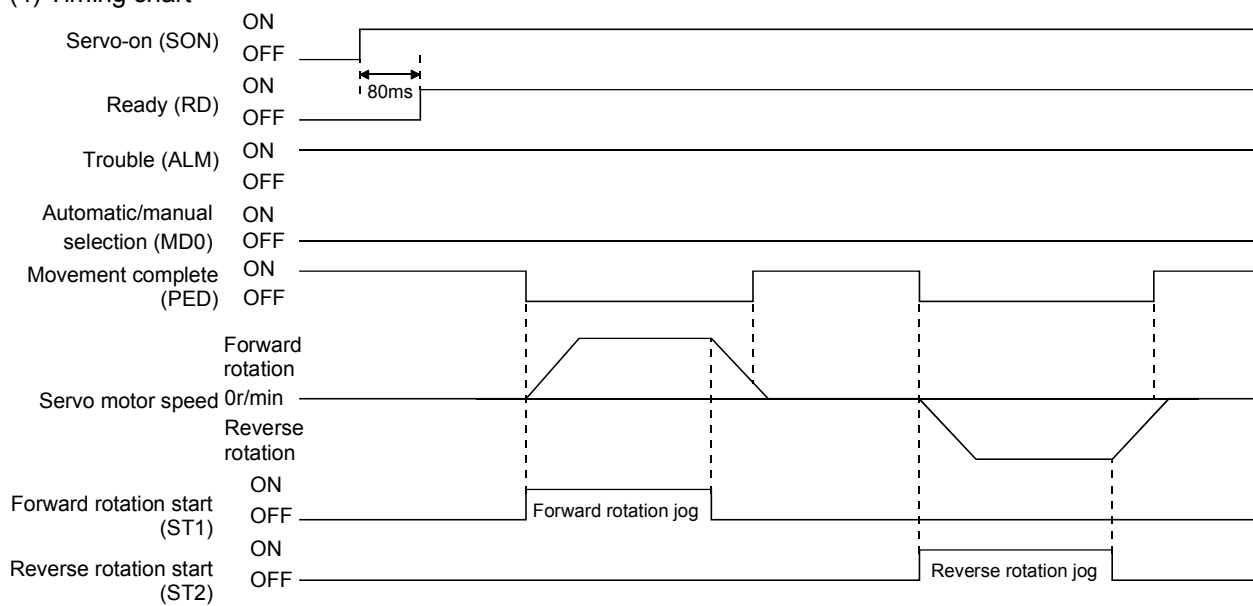 (4) Timing chart
Servo-on (SON)
ON
OFF
80ms
Ready (RD)
ON
OFF
Trouble (ALM)
ON
OFF
Automatic/manual
selection (MD0)
ON
OFF
Movement complete
(PED)
ON
OFF
Servo motor speed
Forward
rotation
0r/min
Reverse
rotation
Forward rotation start
(ST1)
ON
OFF
Forward rotation jog
Reverse rotation start
(ST2)
ON
OFF
Reverse rotation jog